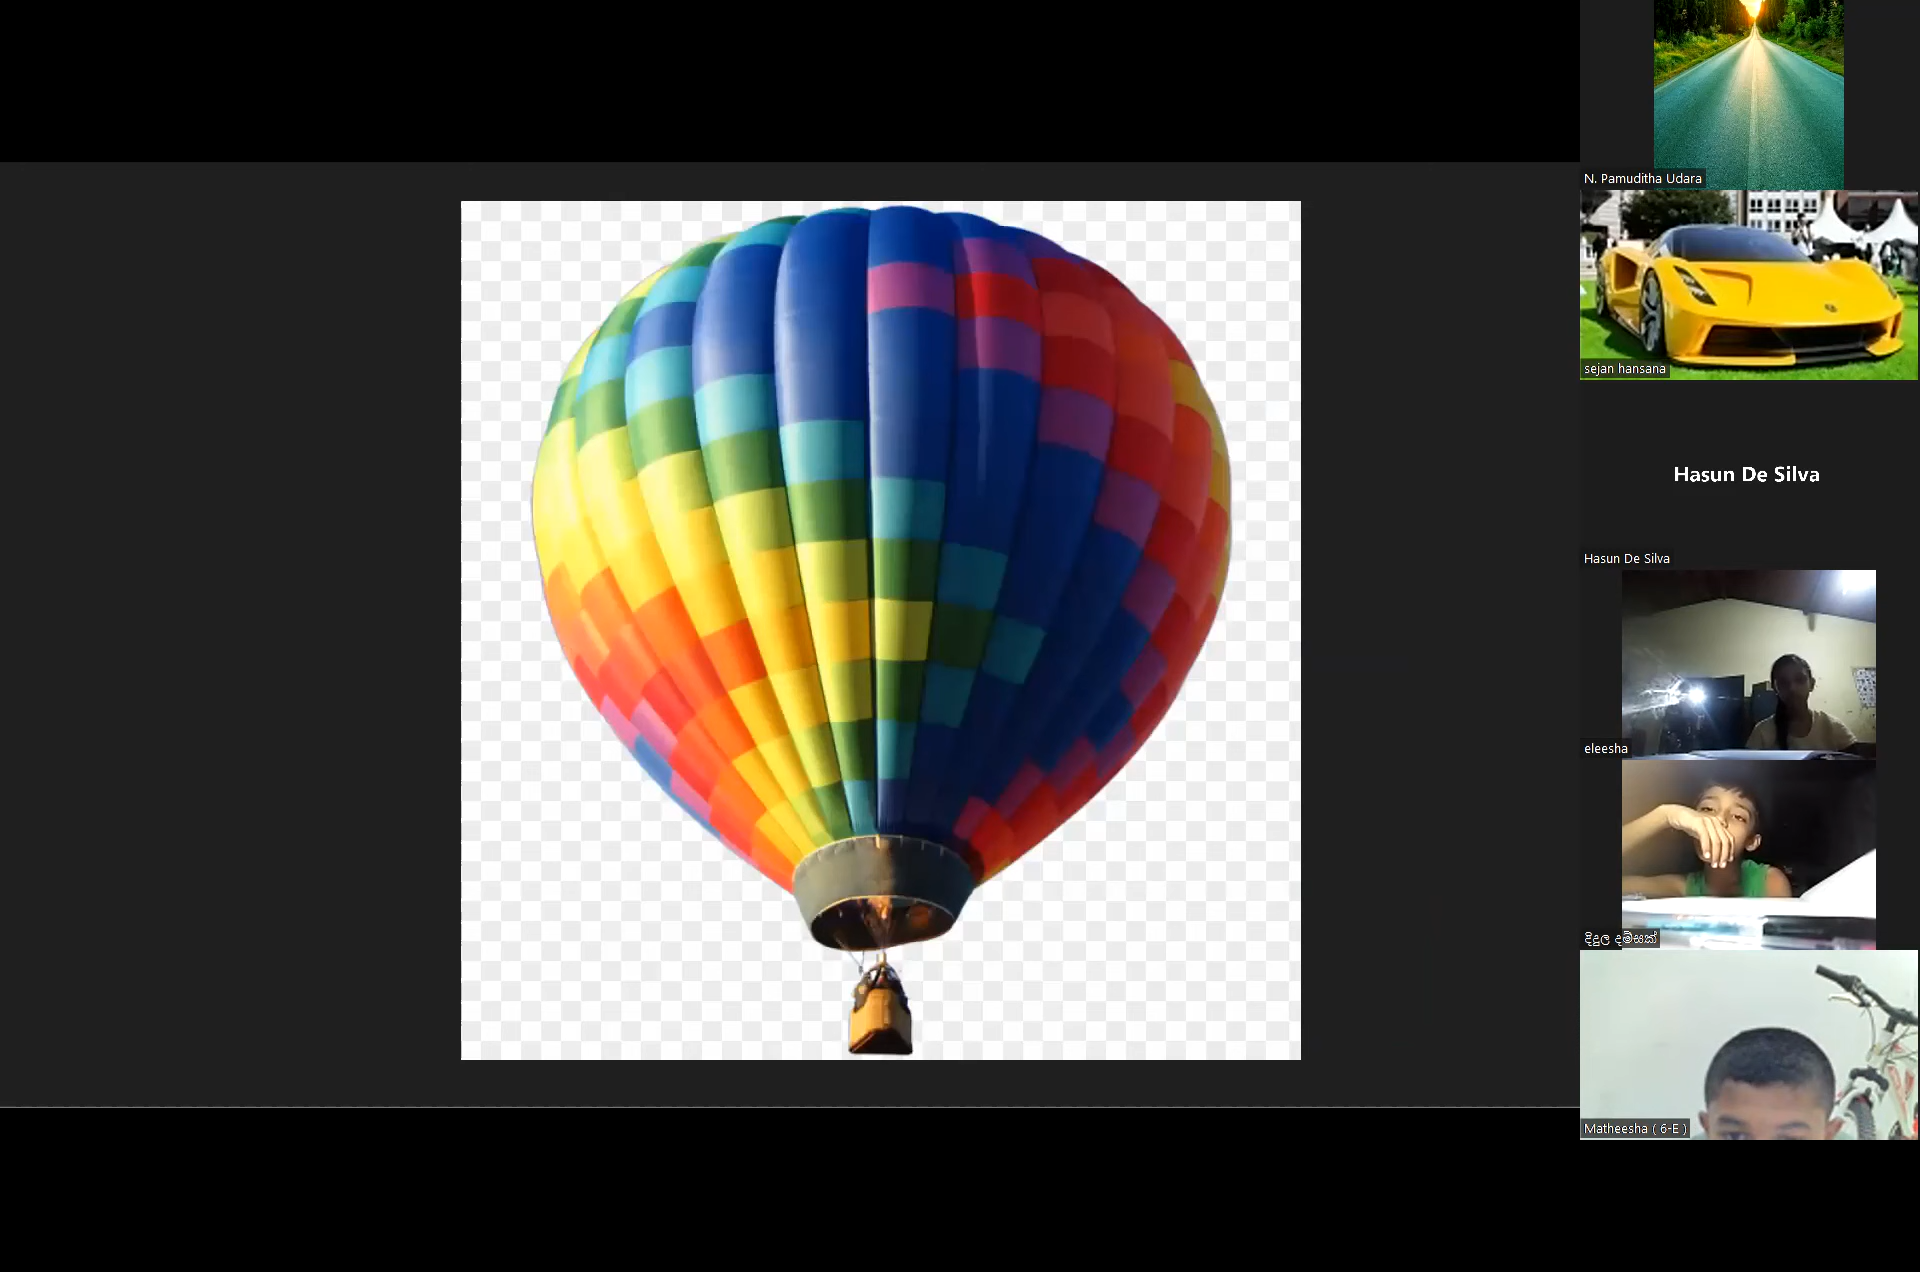 N. Pamuditha Udara
sejan hansana
Hasun De Silva
Hasun De Silva
eleesha
දිදුල දම්සක්
Matheesha ( 6-E )